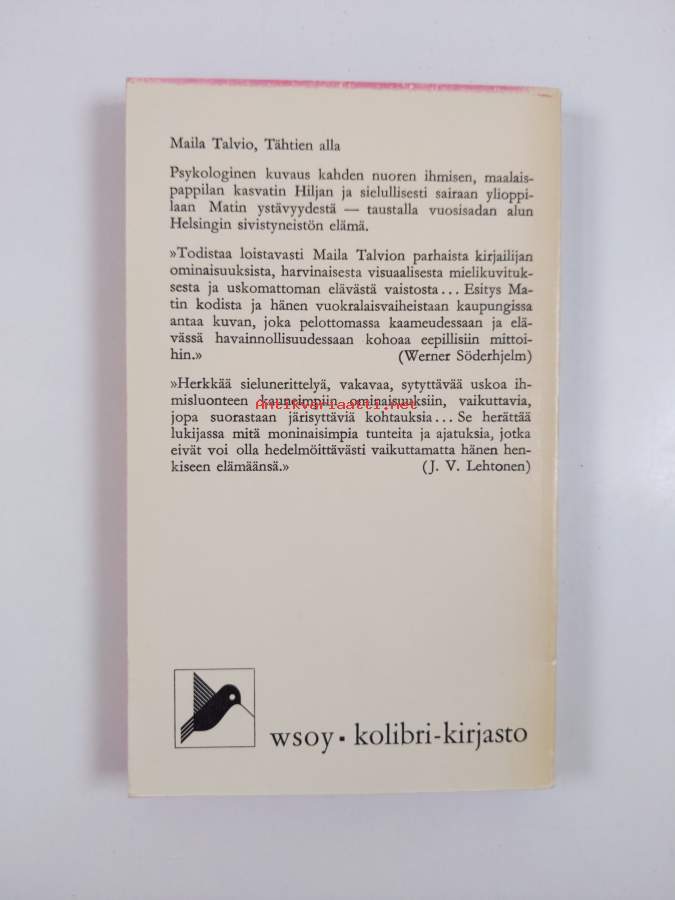 Maila Talvio, Tähtien alla
Psykologinen kuvaus kahden nuoren ihmisen, maalais-
pappilan kasvatin Hiljan ja sielullisesti sairaan ylioppi-
laan Matin ystävyydestä — taustalla vuosisadan alun
Helsingin sivistyneistön elämä.
»Todistaa loistavasti Maila Talvion parhaista kirjailijan
ominaisuuksista, harvinaisesta visuaalisesta mielikuvituk-
sesta ja uskomattoman elävästä vaistosta... Esitys Ma-
tin kodista ja hänen vuokralaisvaiheistaan kaupungissa
antaa kuvan, joka pelottomassa kaameudessaan ja elä-
vässä havainnollisuudessaan kohoaa eepillisiin mittoi-
hin.» (Werner Söderhjelm)
»Herkkää sielunerittelyä, vakavaa, sytyttävää uskoa ih-
misluonteen kauneimpiin ominaisuuksiin, vaikuttavia,
Antikvariaatti.net
jopa suorastaan järisyttäviä kohtauksia... Se herättää
lukijassa mitä moninaisimpia tunteita ja ajatuksia, jotka
eivät voi olla hedelmöittävästi vaikuttamatta hänen hen-
kiseen elämäänsä.» (J. V. Lehtonen)
wsoy ▪ kolibri-kirjasto